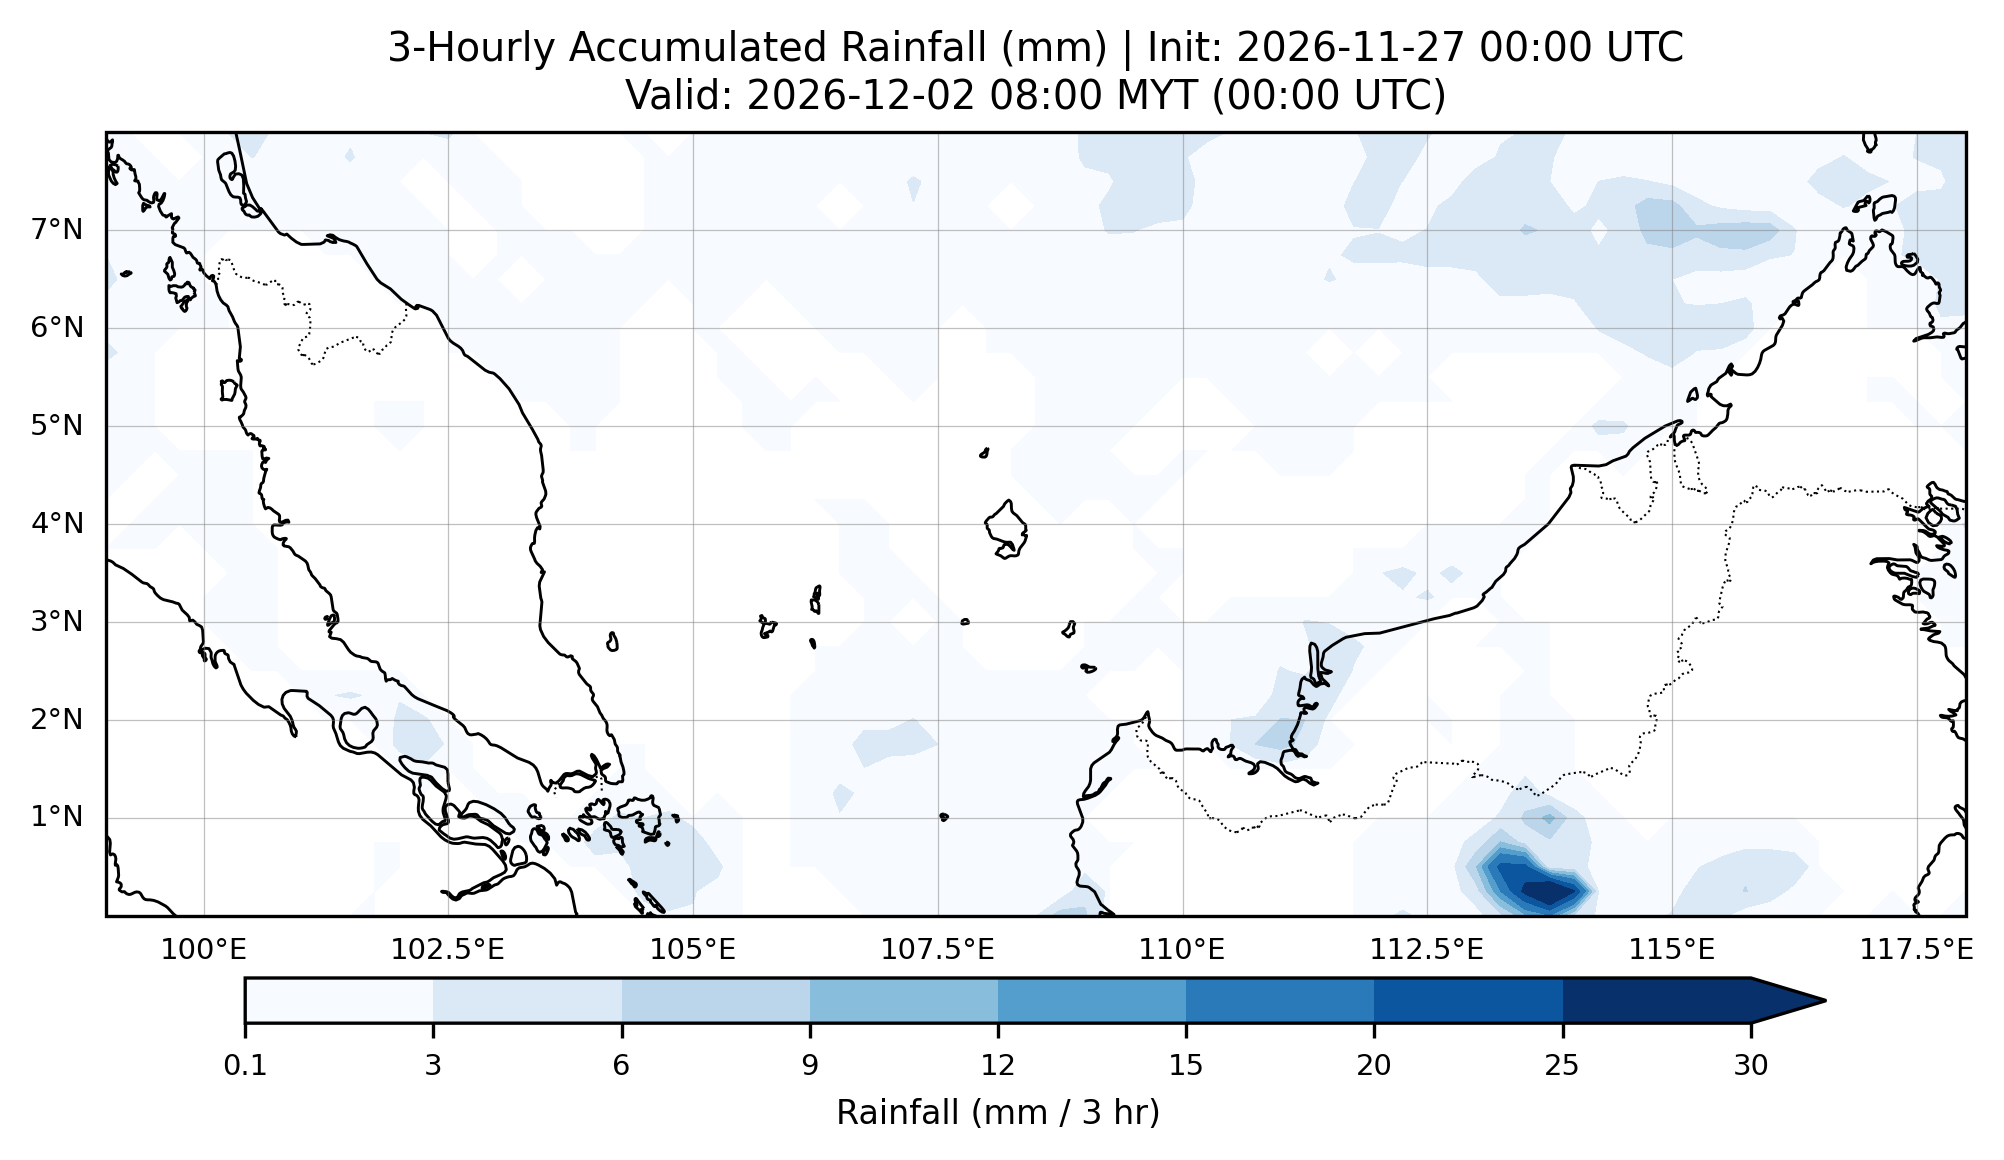 3-Hourly Accumulated Rainfall (mm) | Init: 2026-11-27 00:00 UTC
Valid: 2026-12-02 08:00 MYT (00:00 UTC)
7°N
6°N
5°N
4°N
3°N
2°N
1°N
100°E 102.5°E 105°E 107.5°E 110°E 112.5°E 115°E 117.5°E
0.1 3 6 9 12 15 20 25 30
Rainfall (mm / 3 hr)